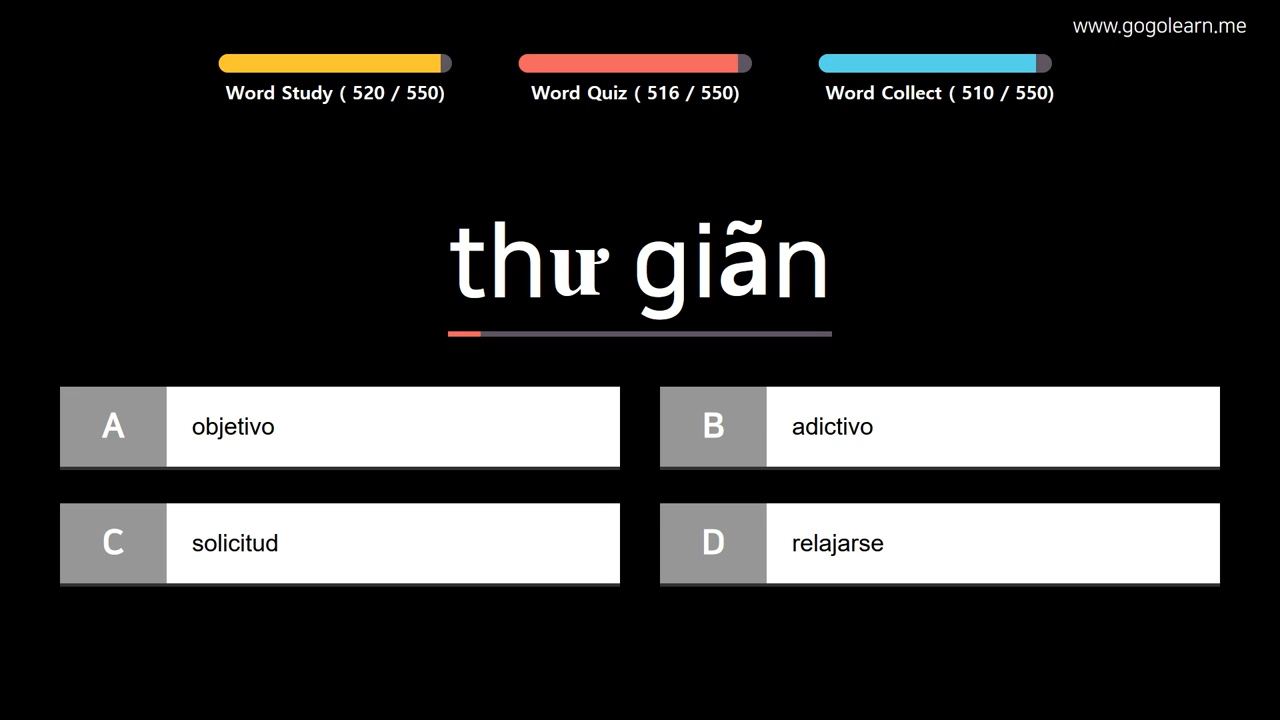 www.gogolearn.me
Word Study ( 520 / 550)
Word Quiz ( 516 / 550)
Word Collect ( 510 / 550)
thư giãn
A
objetivo
B
adictivo
C
solicitud
D
relajarse